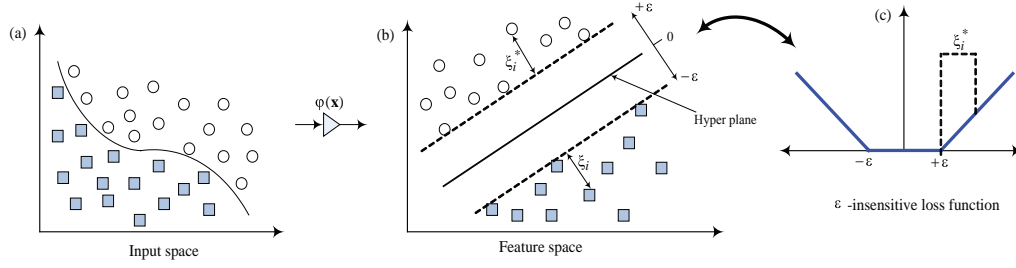 (a)
Input space
φ(x)
(b)
ξi*
+ε
0
−ε
Hyper plane
ξi
Feature space
(c)
ξi*
−ε
+ε
ε -insensitive loss function